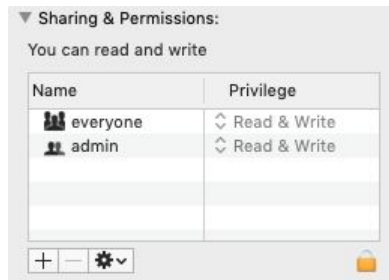 Sharing & Permissions:
You can read and write
Name Privilege
everyone Read & Write
admin Read & Write